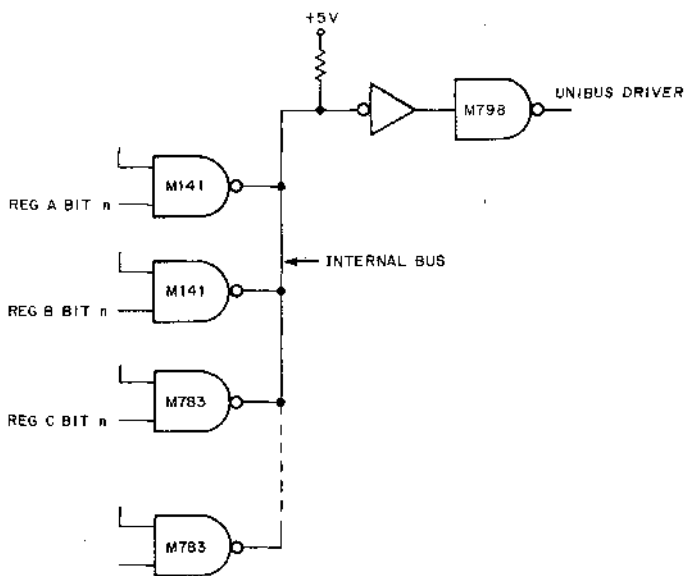 +5V
UNIBUS DRIVER
M798
M141
REG A BIT n
INTERNAL BUS
M141
REG B BIT n
M783
REG C BIT n
M783